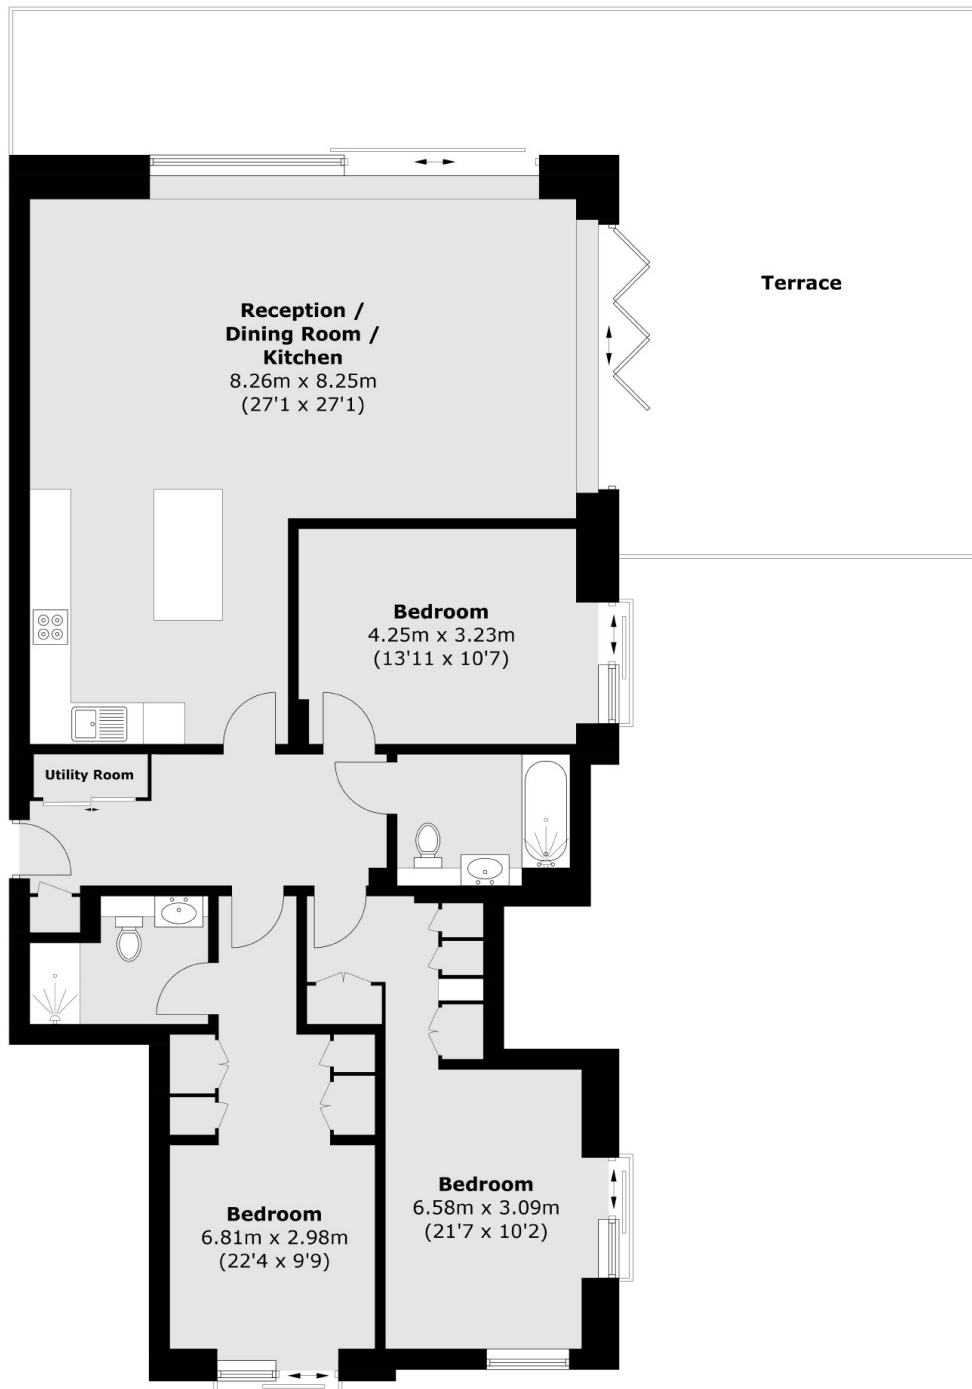 Terrace
Reception /
Dining Room /
Kitchen
8.26m x 8.25m
(27'1 x 27'1)
Bedroom
4.25m x 3.23m
(13'11 x 10'7)
Utility Room
Bedroom
6.58m x 3.09m
(21'7 x 10'2)
Bedroom
6.81m x 2.98m
(22'4 x 9'9)